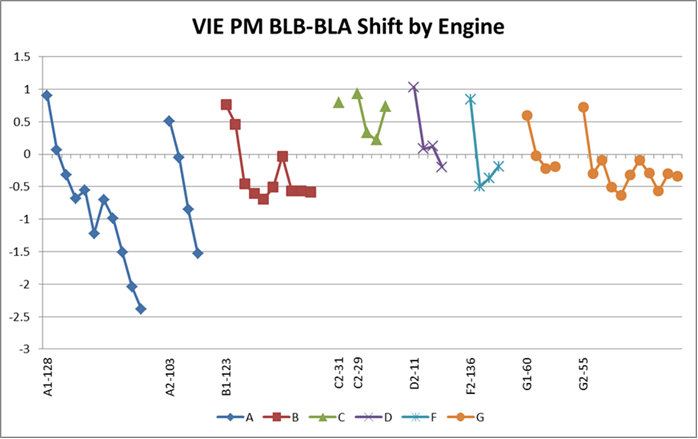 VIE PM BLB-BLA Shift by Engine
1.5
1
0.5
0
-0.5
-1
-1.5
-2
-2.5
-3
A1-128
A2-103
B1-123
C2-31
C2-29
D2-11
F2-136
G1-60
G2-55
A B C D F G